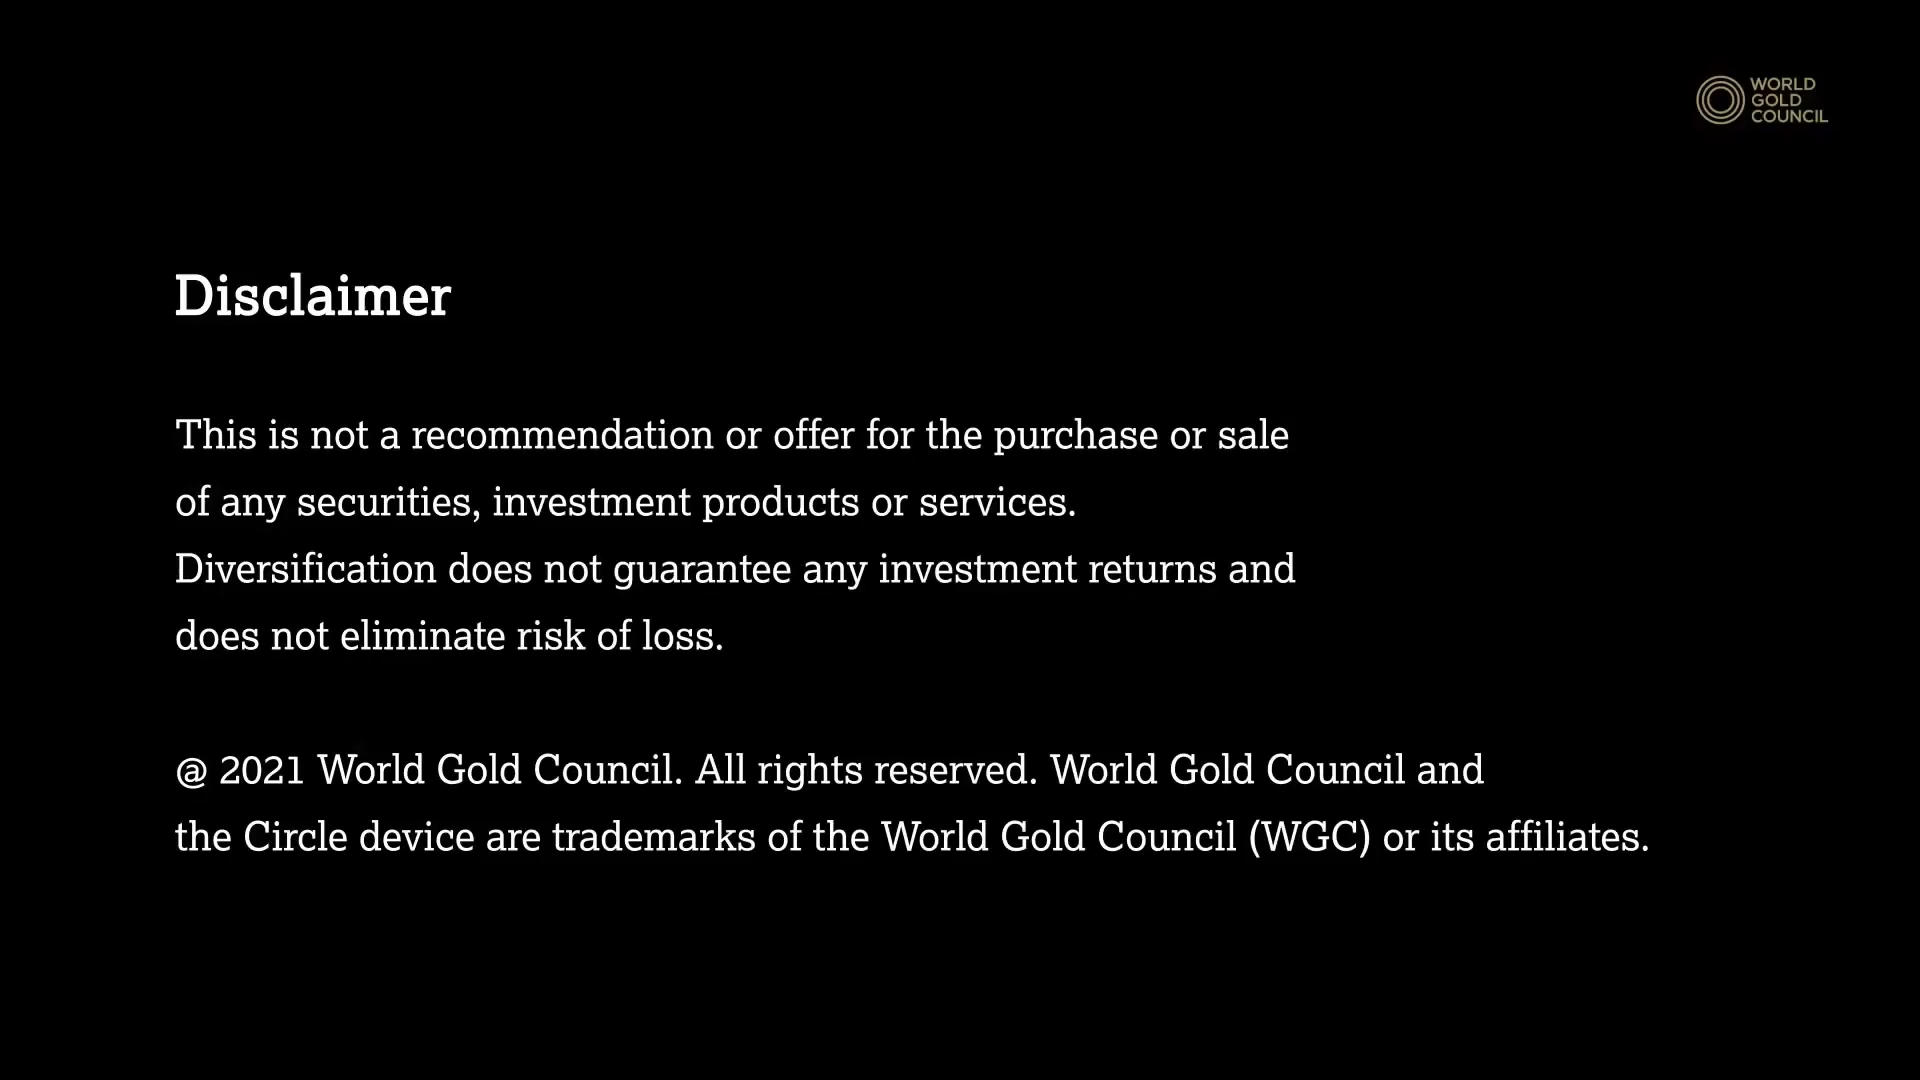 WORLD
GOLD
COUNCIL
Disclaimer
This is not a recommendation or offer for the purchase or sale
of any securities, investment products or services.
Diversification does not guarantee any investment returns and
does not eliminate risk of loss.
@ 2021 World Gold Council. All rights reserved. World Gold Council and
the Circle device are trademarks of the World Gold Council (WGC) or its affiliates.